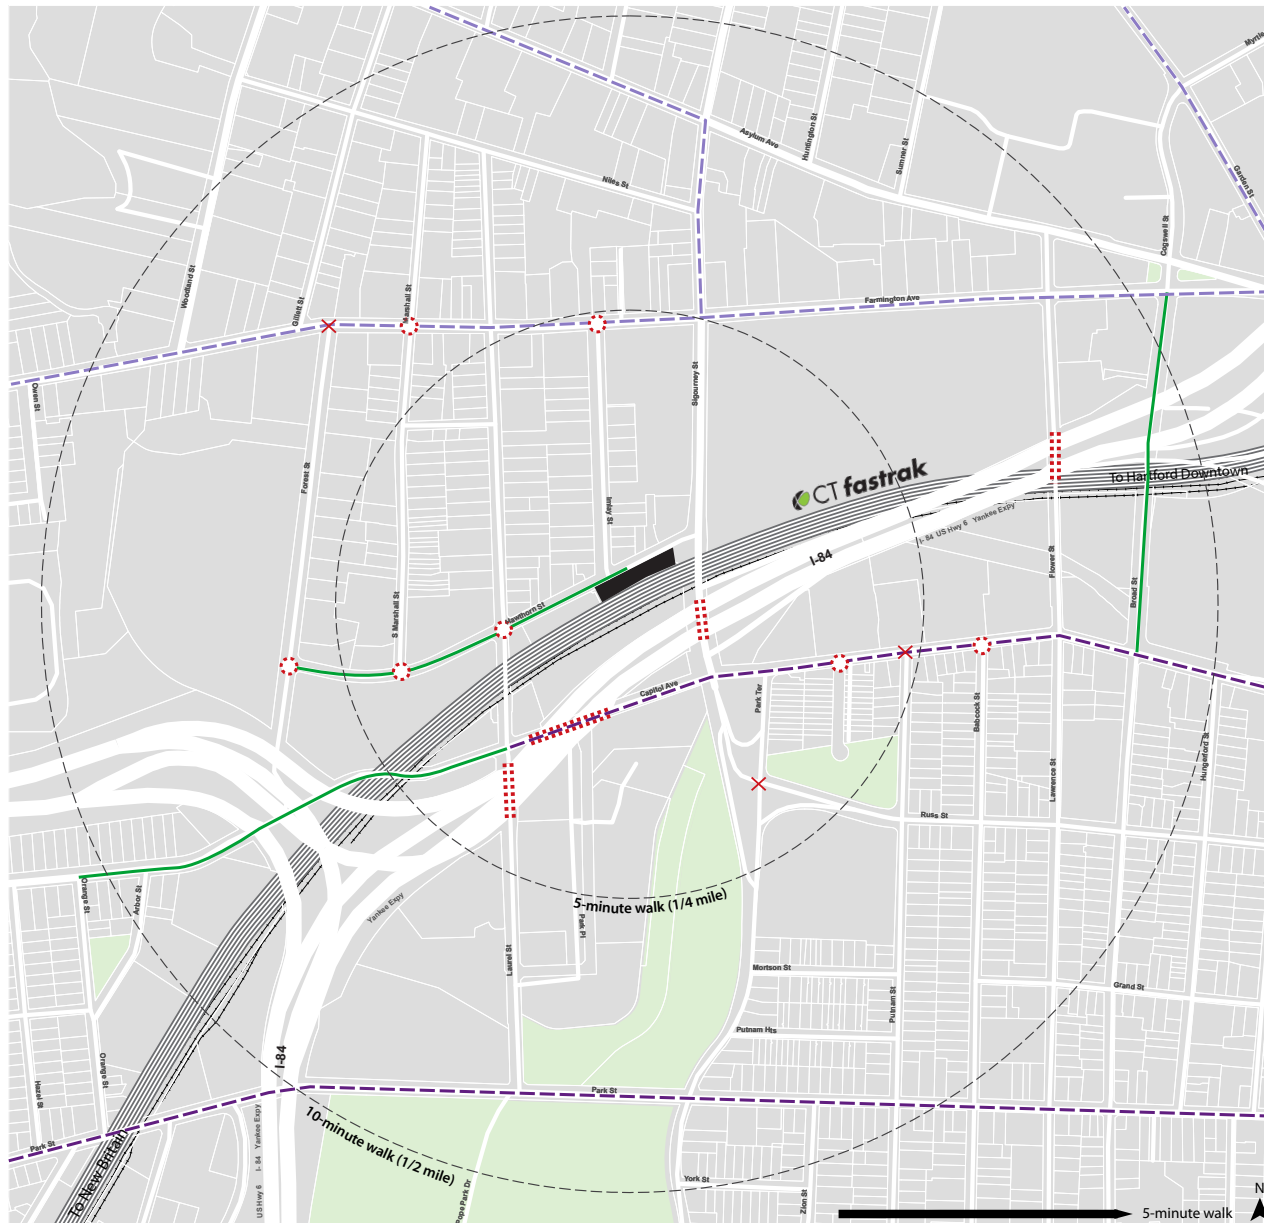 Myrtle
Asylum Ave
Huntington St
Sumner St
Niles St
Garden St
Cogswell St
Woodland St
Gillett St
Marshall St
Farmington Ave
Owen St
Sigourney St
Forest St
Imlay St
CT fastrak
To Hartford Downtown
I-84 US Hwy 6 Yankee Expy
I-84
Flower St
Broad St
S Marshall St
Hawthorn St
Capitol Ave
Park Ter
Babcock St
Lawrence St
Hungerford St
Russ St
Orange St
Arbor St
Yankee Expy
5-minute walk (1/4 mile)
Park Pl
Laurel St
Mortson St
Putnam St
Grand St
Putnam Hts
I-84
Orange St
Hazel St
Park St
Park St
10-minute walk (1/2 mile)
US Hwy 6 I-84 Yankee Expy
To New Britain
Pope Park Dr
York St
Zion St
N
5-minute walk